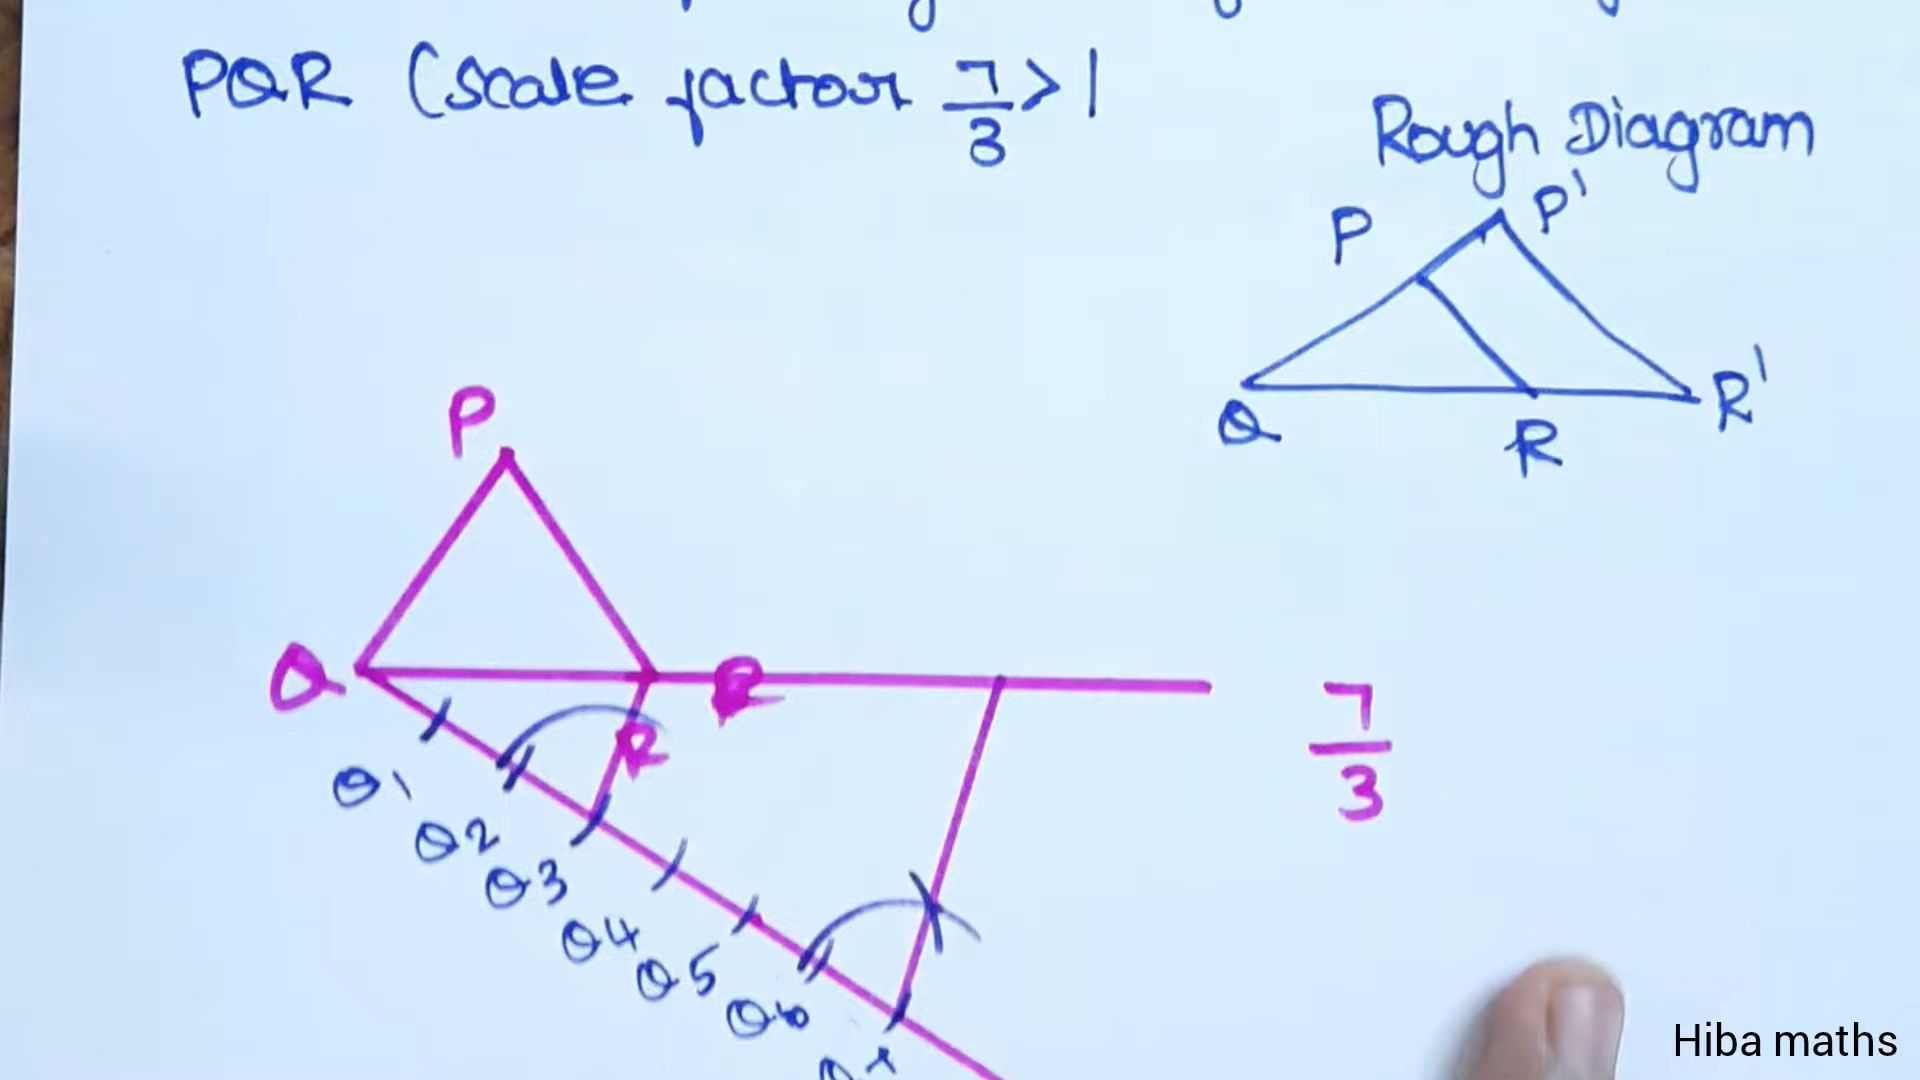 PQR (Scale factor 7/3 > 1
Rough Diagram
P P'
Q R R'
P
Q R
R
7/3
Q1
Q2
Q3
Q4
Q5
Q6
Hiba maths